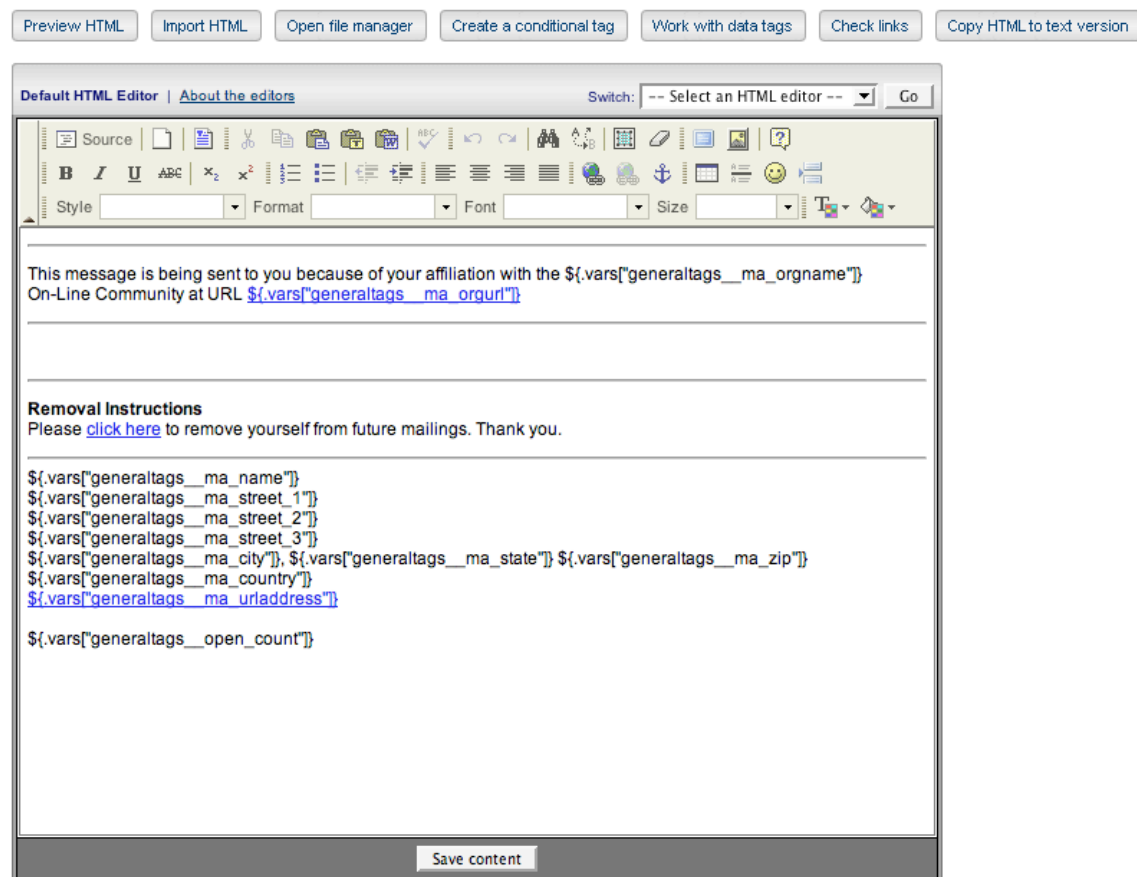 Preview HTML Import HTML Open file manager Create a conditional tag Work with data tags Check links Copy HTML to text version
Default HTML Editor | About the editors Switch: -- Select an HTML editor -- Go
Source ABC A B
B I U ABC x2 x2
Style Format Font Size T
This message is being sent to you because of your affiliation with the ${.vars["generaltags__ma_orgname"]}
On-Line Community at URL ${.vars["generaltags__ma_orgurl"]}
Removal Instructions
Please click here to remove yourself from future mailings. Thank you.
${.vars["generaltags__ma_name"]}
${.vars["generaltags__ma_street_1"]}
${.vars["generaltags__ma_street_2"]}
${.vars["generaltags__ma_street_3"]}
${.vars["generaltags__ma_city"]}, ${.vars["generaltags__ma_state"]} ${.vars["generaltags__ma_zip"]}
${.vars["generaltags__ma_country"]}
${.vars["generaltags__ma_urladdress"]}
${.vars["generaltags__open_count"]}
Save content